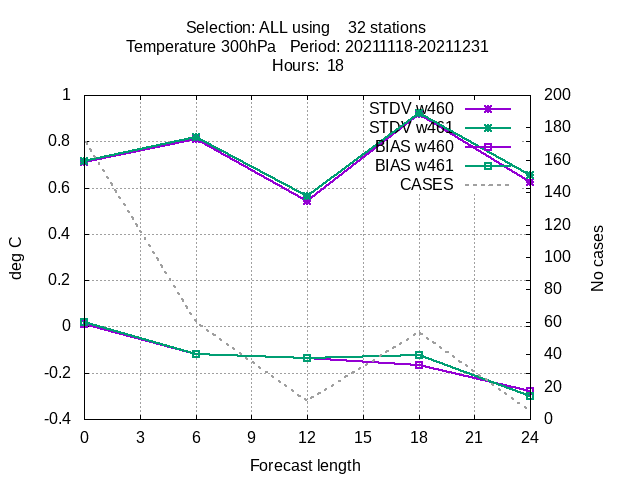 Selection: ALL using    32 stations
Temperature 300hPa   Period: 20211118-20211231
Hours:  18
STDV w460
STDV w461
BIAS w460
BIAS w461
CASES
1
0.8
0.6
0.4
0.2
0
-0.2
-0.4
deg C
200
180
160
140
120
100
80
60
40
20
0
No cases
0 3 6 9 12 15 18 21 24
Forecast length